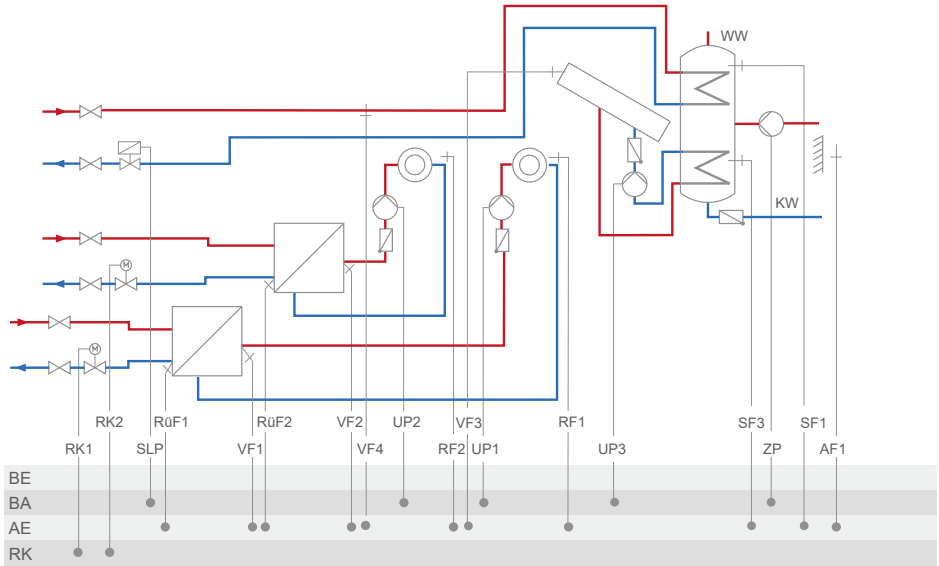 WW
KW
M
M
RK2 RüF1 RüF2 VF2 UP2 VF3 RF1 SF3 SF1
RK1 SLP VF1 VF4 RF2 UP1 UP3 ZP AF1
BE
BA
AE
RK